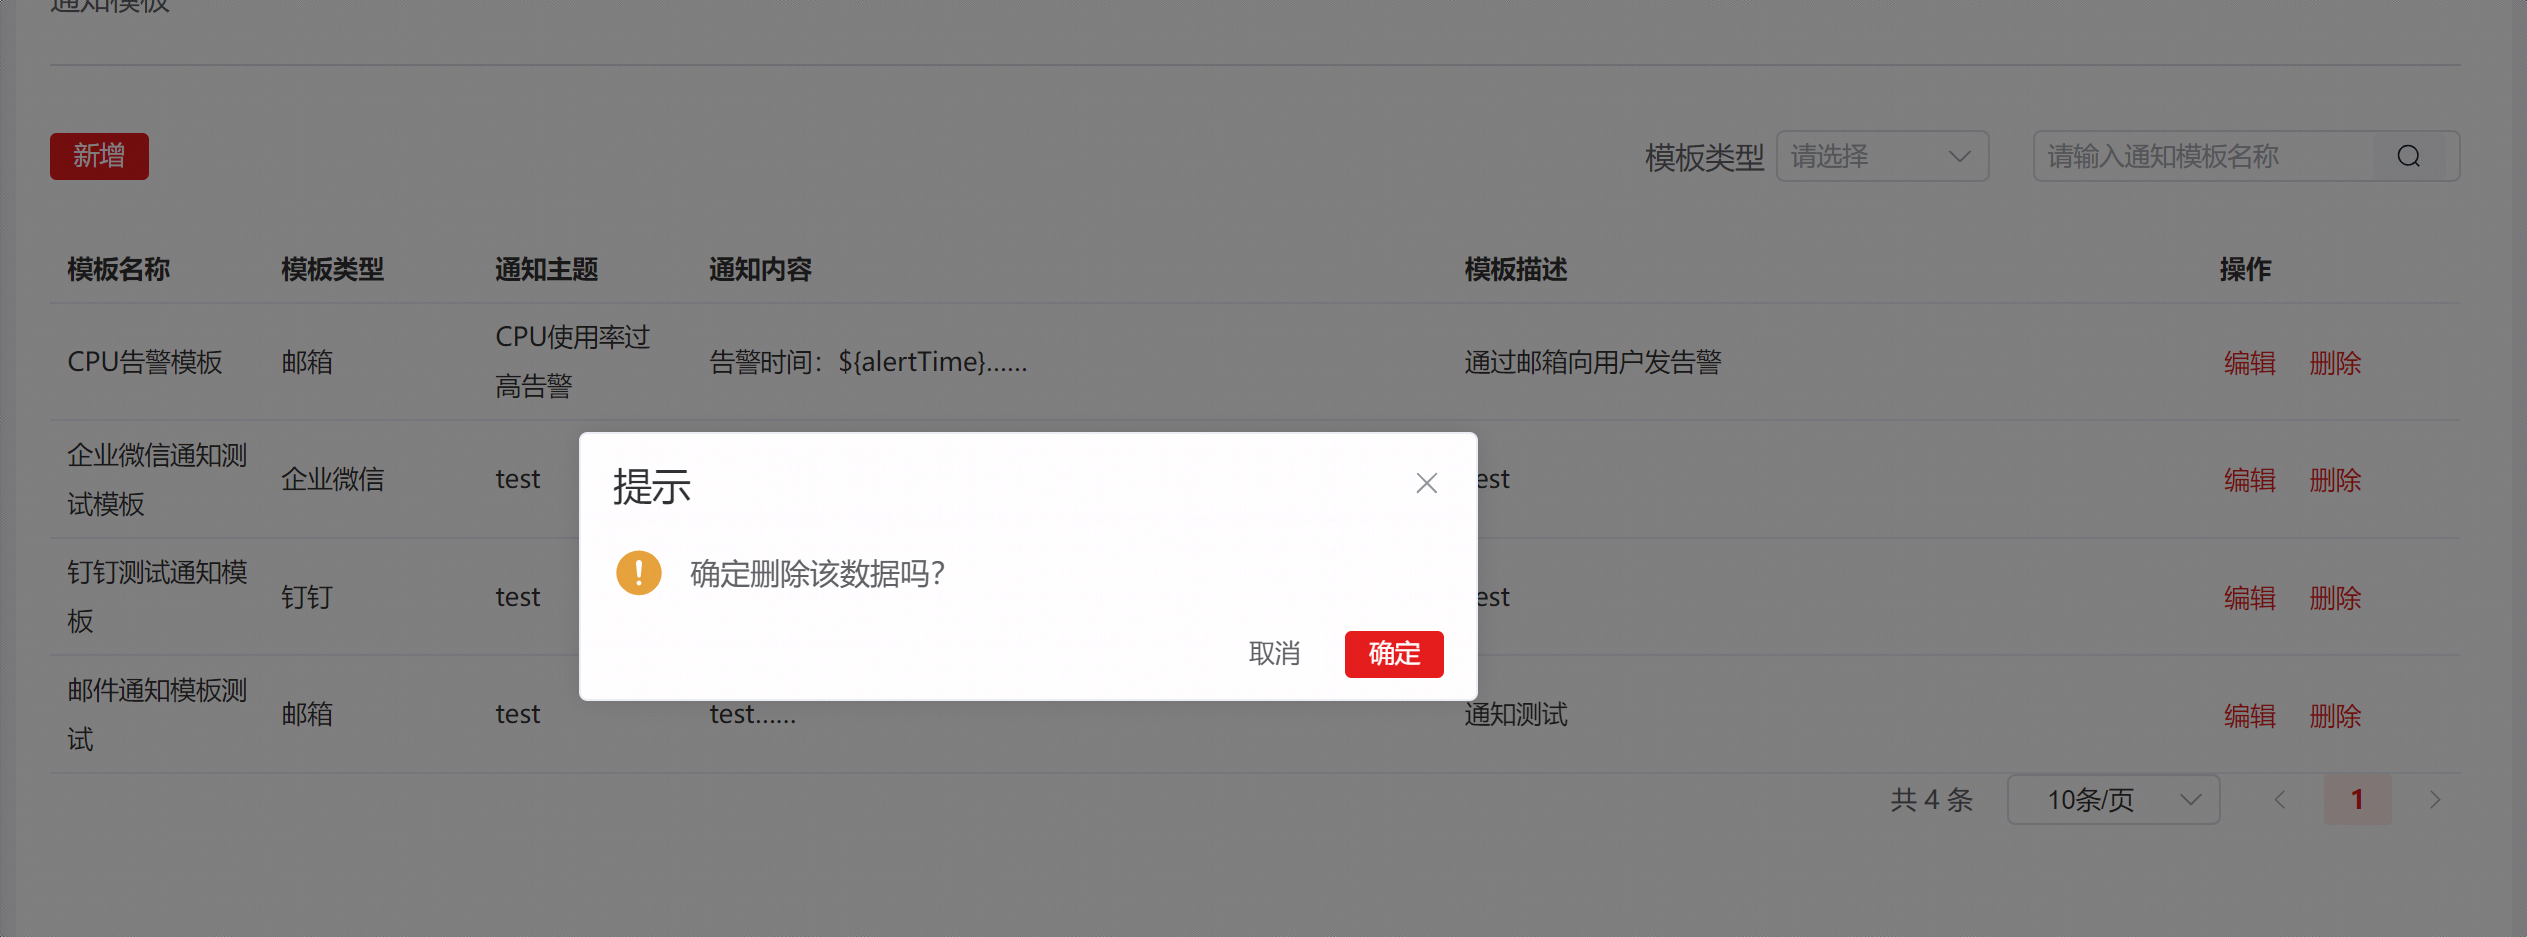 通知模板
新增
模板类型 请选择 请输入通知模板名称
模板名称 模板类型 通知主题 通知内容 模板描述 操作
CPU告警模板 邮箱 CPU使用率过高告警 告警时间：${alertTime}...... 通过邮箱向用户发告警 编辑 删除
企业微信通知测试模板 企业微信 test est 编辑 删除
钉钉测试通知模板 钉钉 test est 编辑 删除
邮件通知模板测试 邮箱 test test...... 通知测试 编辑 删除
提示
确定删除该数据吗？
取消 确定
共 4 条 10条/页 1